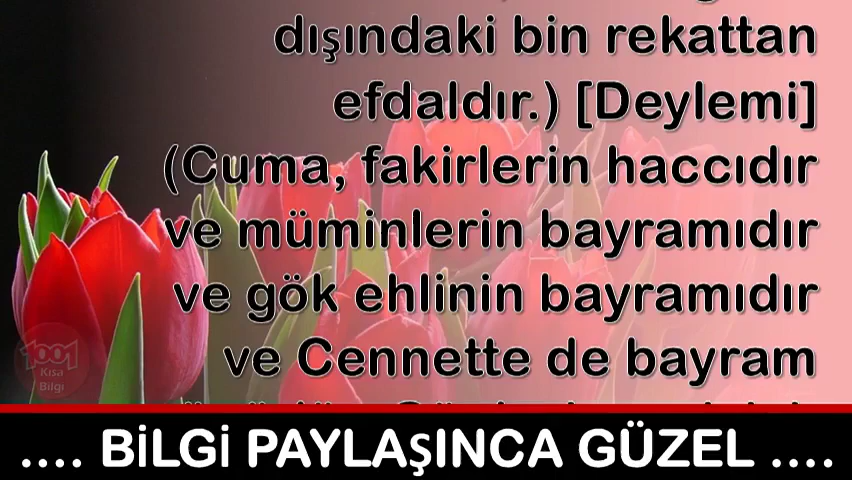 dışındaki bin rekattan
efdaldır.) [Deylemi]
(Cuma, fakirlerin haccıdır
ve müminlerin bayramıdır
ve gök ehlinin bayramıdır
ve Cennette de bayram
1001
Kısa
Bilgi
.... BİLGİ PAYLAŞINCA GÜZEL ....